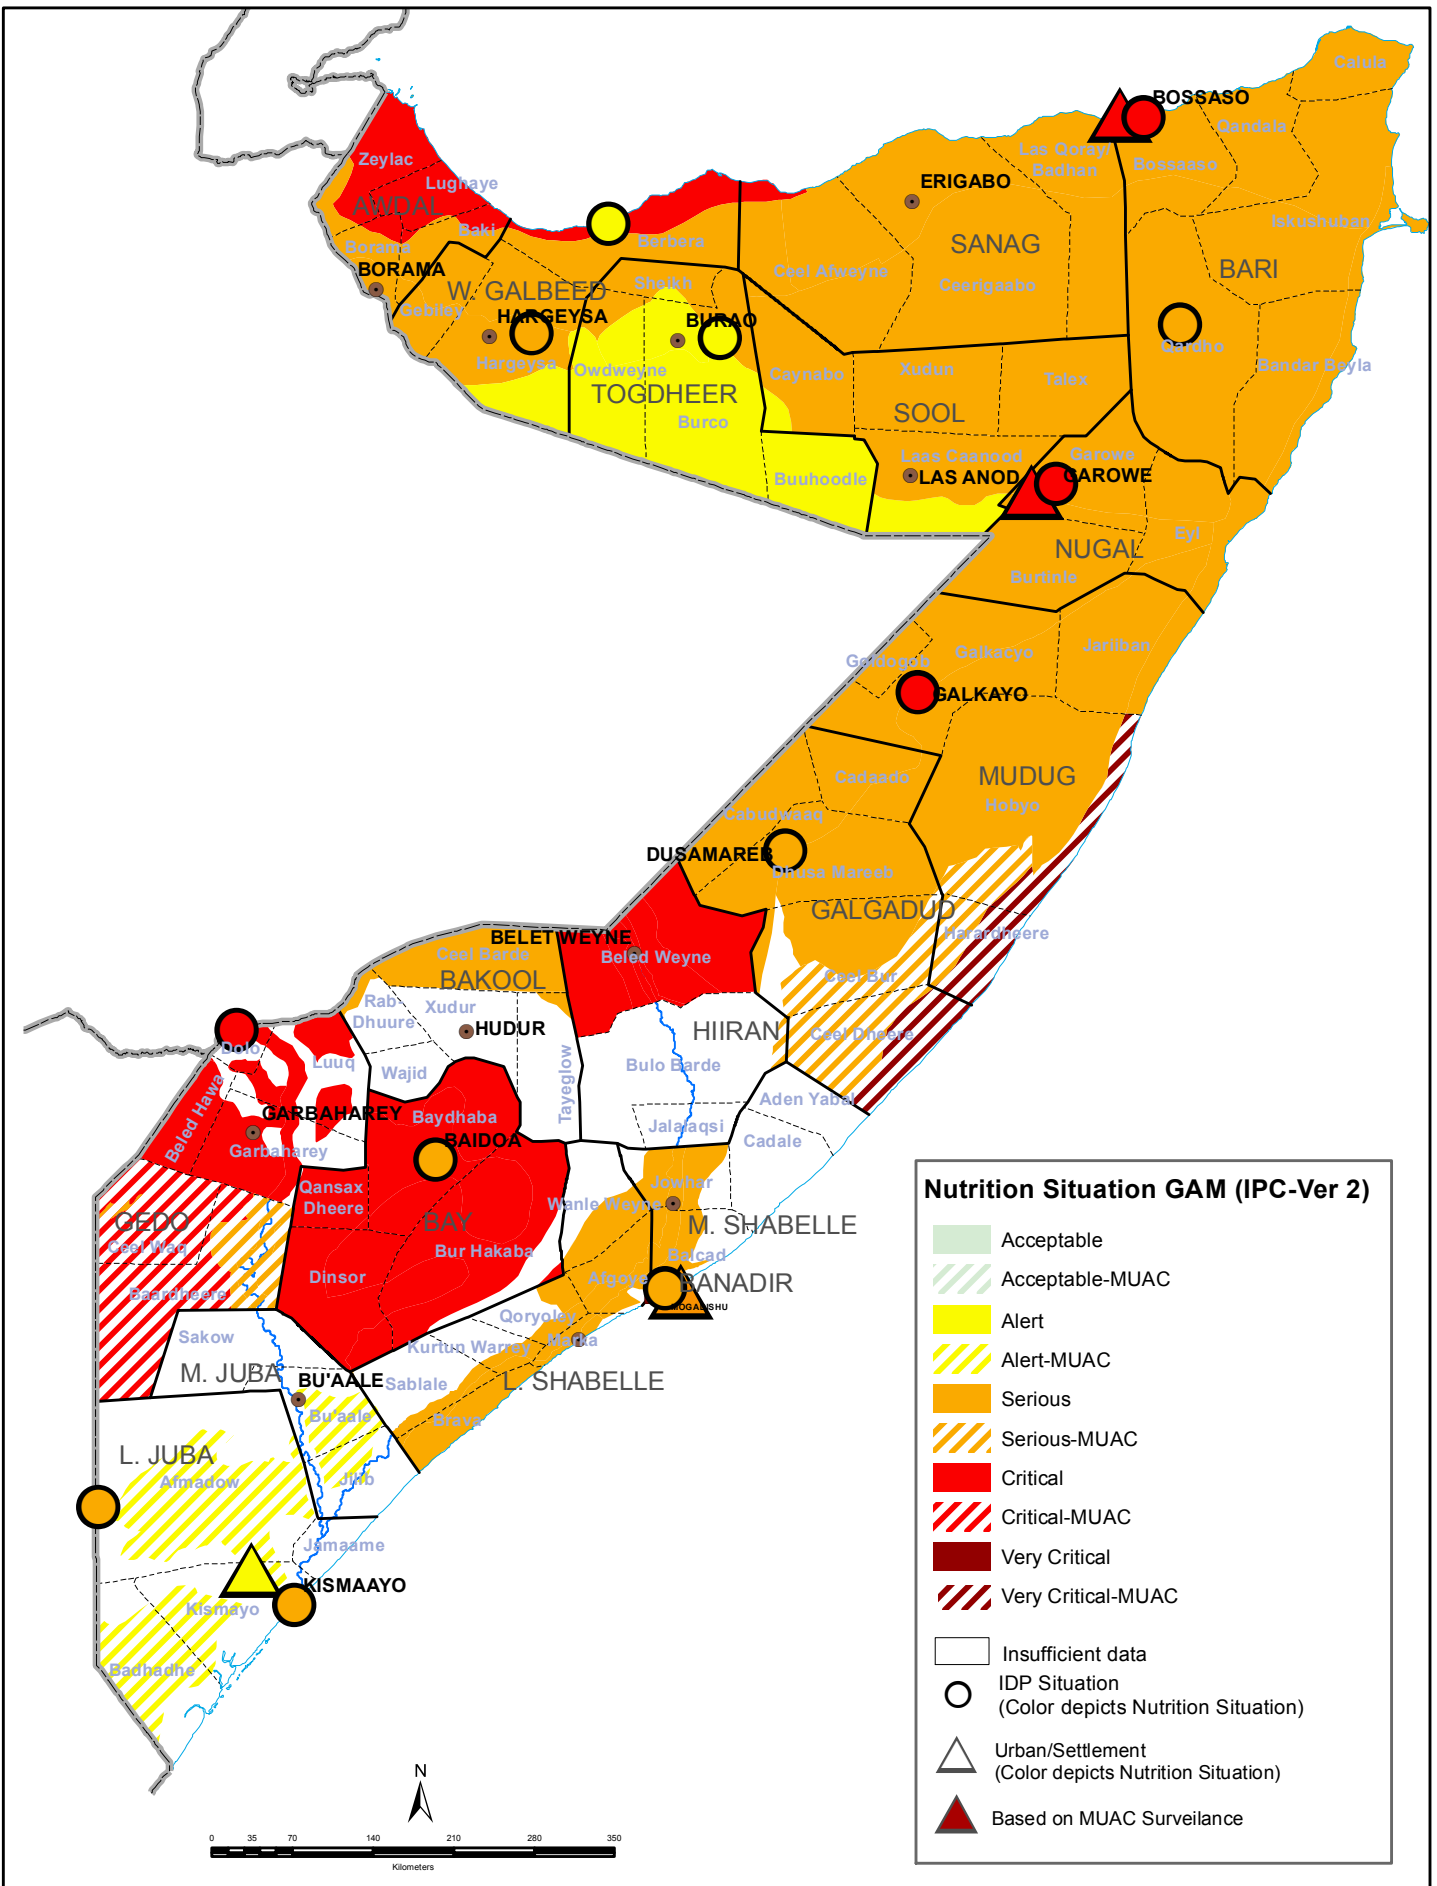 Calula
BOSSASO
Qandala
Las Qoray/
Badhan
Bossaaso
Zeylac
Lughaye
ERIGABO
AWDAL
Iskushuban
Baki
Berbera
SANAG
Borama
BORAMA
Ceel Afweyne
BARI
Sheikh
W. GALBEED
Ceerigaabo
Gobiley
HARGEYSA
BURAO
Qardho
Hargeysa
Owdweyne
Caynabo
Xudun
Talex
Bandar Beyla
TOGDHEER
SOOL
Burco
Laas Caanood
Garowe
Buuhoodle
LAS ANOD
GAROWE
Eyl
NUGAL
Burtinle
Galdogob
Galkacyo
Jariiban
GALKAYO
Cadaado
MUDUG
Hobyo
Cabudwaaq
DUSAMAREB
Dhusa Mareeb
GALGADUD
Harardheere
BELET WEYNE
Ceel Barde
Beled Weyne
BAKOOL
Ceel Bur
Rab-
Dhuure
Xudur
HUDUR
HIIRAN
Ceel Dheere
Dolo
Luuq
Wajid
Tayeglow
Bulo Barde
Aden Yabal
Beled Hawa
GARBAHAREY
Baydhaba
Jalalaqsi
Garbaharey
BAIDOA
Cadale
Qansax
Dheere
Jowhar
Wanle Weyne
GEDO
BAY
M. SHABELLE
Ceel Waq
Bur Hakaba
Balcad
Dinsor
Afgoye
BANADIR
Baardheere
MOGADISHU
Qoryoley
Sakow
Kurtun Warrey
Marka
M. JUBA
BU'AALE
Sablale
L. SHABELLE
Bu'aale
Brava
L. JUBA
Afmadow
Jilib
Jamaame
KISMAAYO
Kismayo
Badhadhe
N
0 35 70 140 210 280 350
Kilometers
Nutrition Situation GAM (IPC-Ver 2)
Acceptable
Acceptable-MUAC
Alert
Alert-MUAC
Serious
Serious-MUAC
Critical
Critical-MUAC
Very Critical
Very Critical-MUAC
Insufficient data
IDP Situation
(Color depicts Nutrition Situation)
Urban/Settlement
(Color depicts Nutrition Situation)
Based on MUAC Surveilance